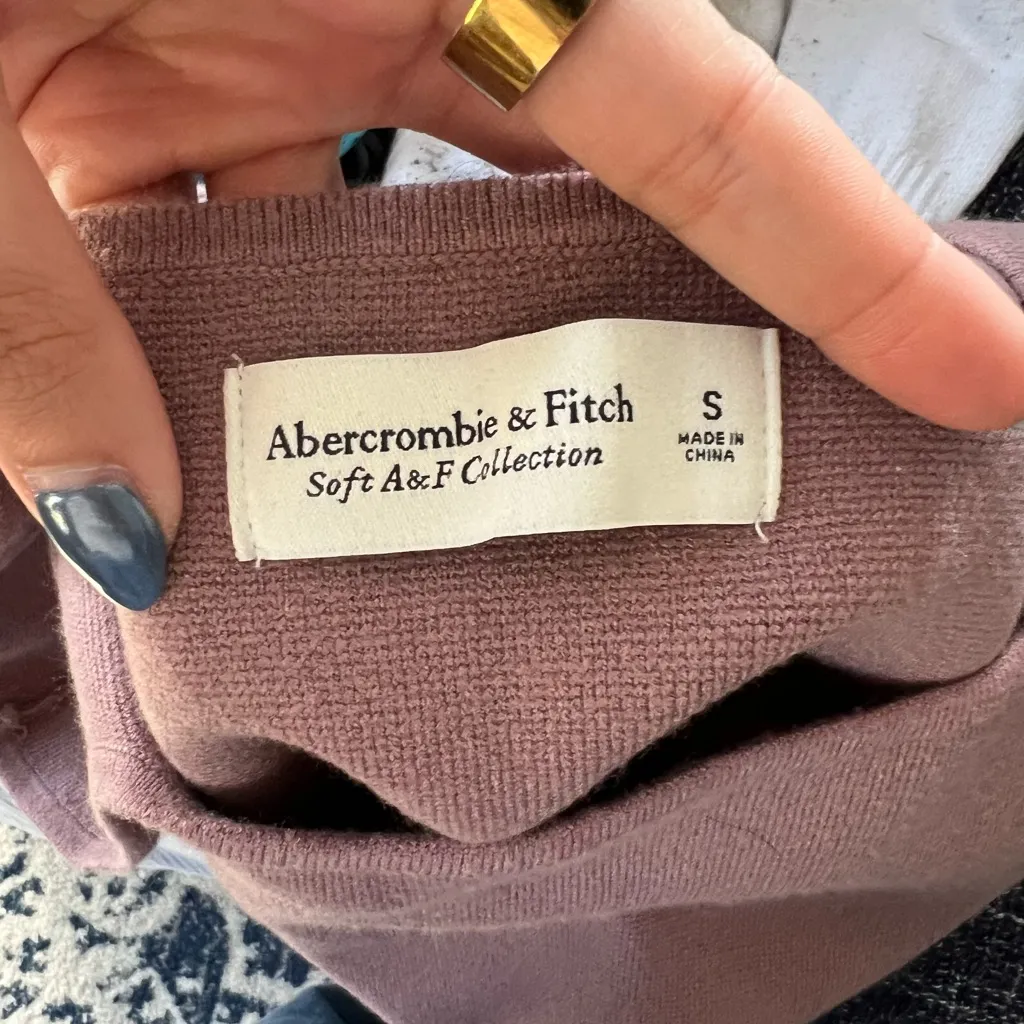 Abercrombie & Fitch
Soft A&F Collection
S
MADE IN
CHINA